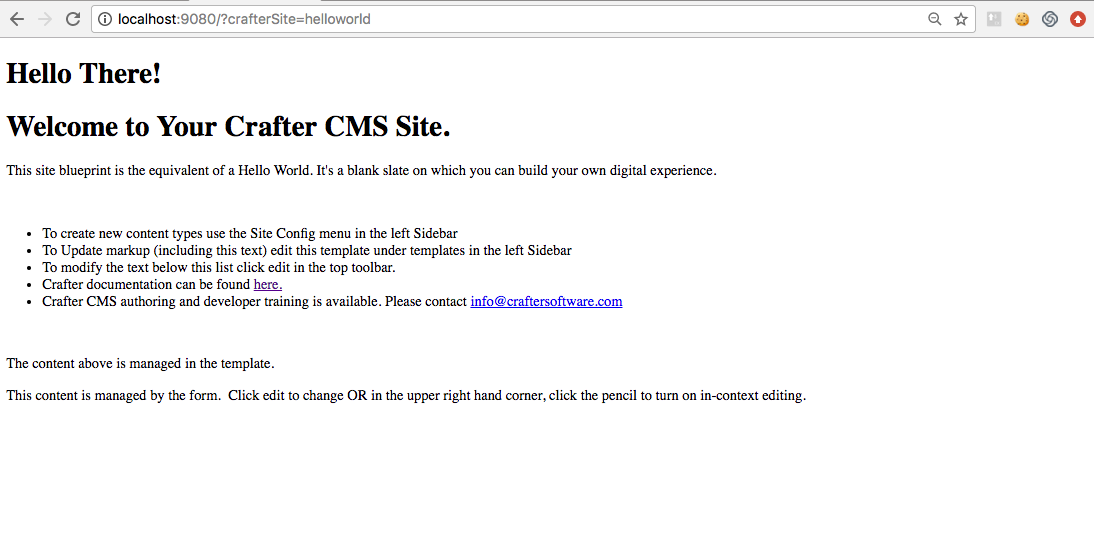 localhost:9080/?crafterSite=helloworld
Hello There!
Welcome to Your Crafter CMS Site.
This site blueprint is the equivalent of a Hello World. It's a blank slate on which you can build your own digital experience.
• To create new content types use the Site Config menu in the left Sidebar
• To Update markup (including this text) edit this template under templates in the left Sidebar
• To modify the text below this list click edit in the top toolbar.
• Crafter documentation can be found here.
• Crafter CMS authoring and developer training is available. Please contact info@craftersoftware.com
The content above is managed in the template.
This content is managed by the form.  Click edit to change OR in the upper right hand corner, click the pencil to turn on in-context editing.